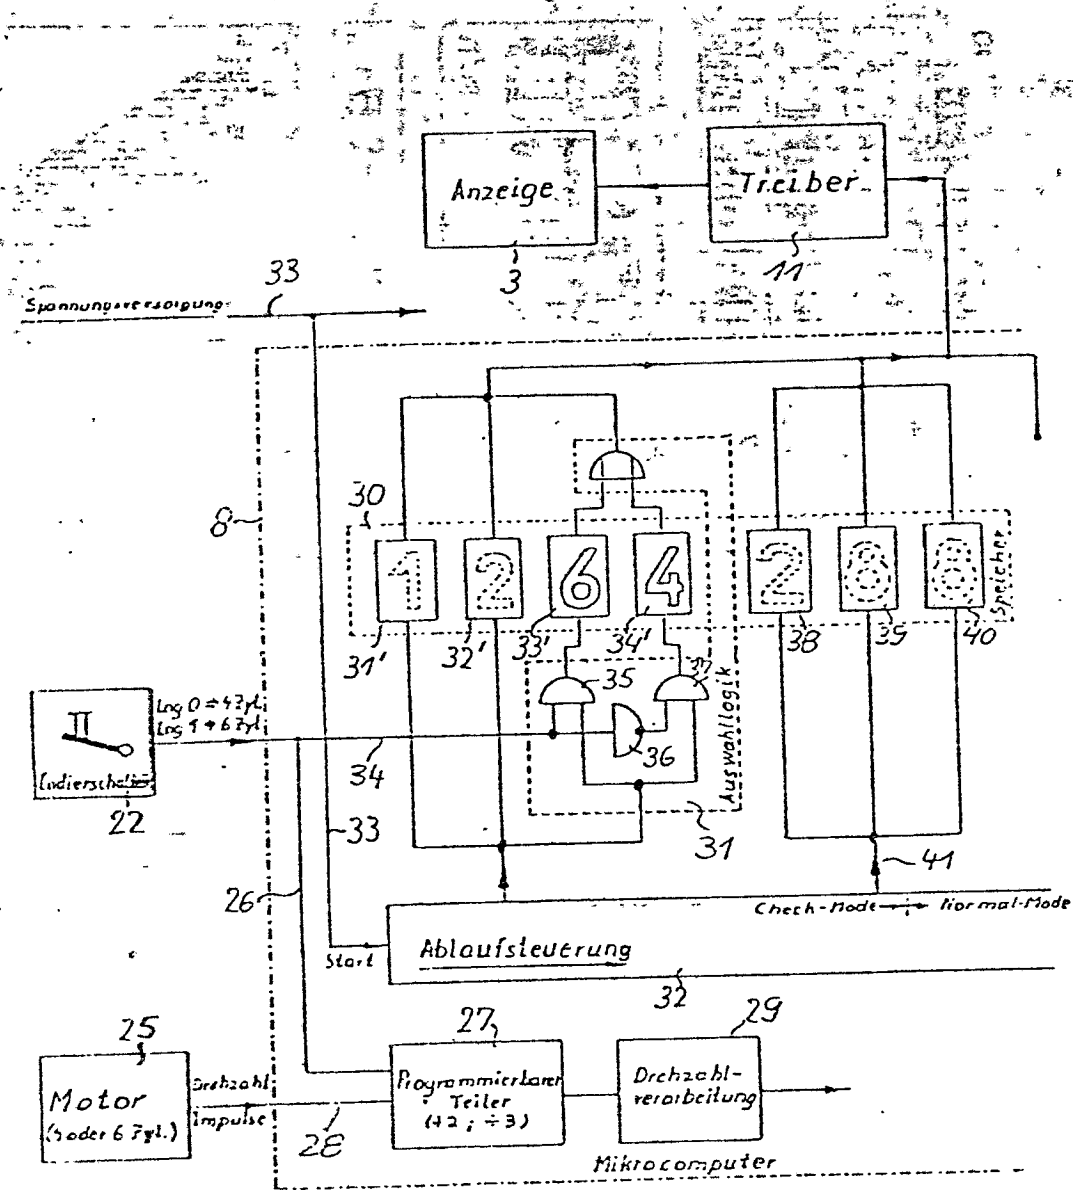 Anzeige
Treiber
3
11
33
Spannungsversorgung
8
30
1
2
6
4
2
8
8
Speicher
31'
32'
33'
34'
38
39
40
35
37
36
Auswahllogik
Lng 0 ⇒ 4 Zyl.
Lng 1 ⇒ 6 Zyl.
Codierschalter
22
34
33
31
41
26
Check-Mode
Normal-Mode
Start
Ablaufsteuerung
32
25
27
29
Motor
(4 oder 6 Zyl.)
Drehzahl
impulse
28
Programmierbarer
Teiler
(÷2 ; ÷3)
Drehzahl-
verarbeitung
Mikrocomputer